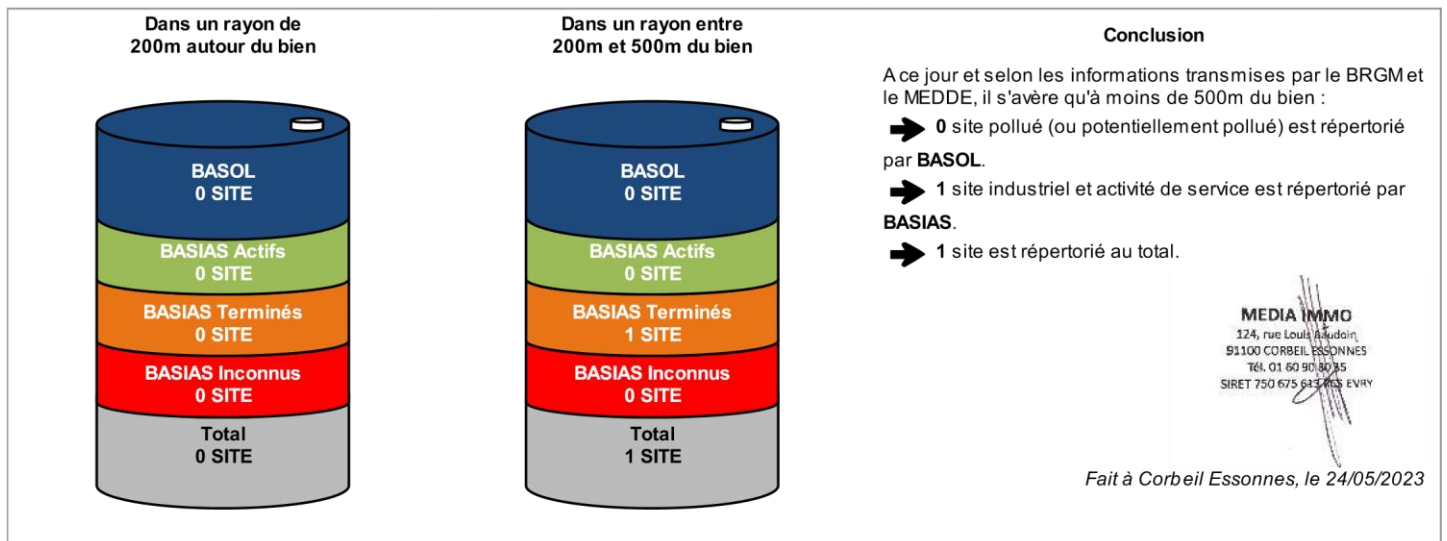 Dans un rayon de
200m autour du bien
BASOL
0 SITE
BASIAS Actifs
0 SITE
BASIAS Terminés
0 SITE
BASIAS Inconnus
0 SITE
Total
0 SITE
Dans un rayon entre
200m et 500m du bien
BASOL
0 SITE
BASIAS Actifs
0 SITE
BASIAS Terminés
1 SITE
BASIAS Inconnus
0 SITE
Total
1 SITE
Conclusion
A ce jour et selon les informations transmises par le BRGM et
le MEDDE, il s'avère qu'à moins de 500m du bien :
0 site pollué (ou potentiellement pollué) est répertorié
par BASOL.
1 site industriel et activité de service est répertorié par
BASIAS.
1 site est répertorié au total.
MEDIA IMMO
124, rue Louis Baudoin
91100 CORBEIL ESSONNES
Tél. 01 60 90 80 85
SIRET 750 675 613 RCS EVRY
Fait à Corbeil Essonnes, le 24/05/2023